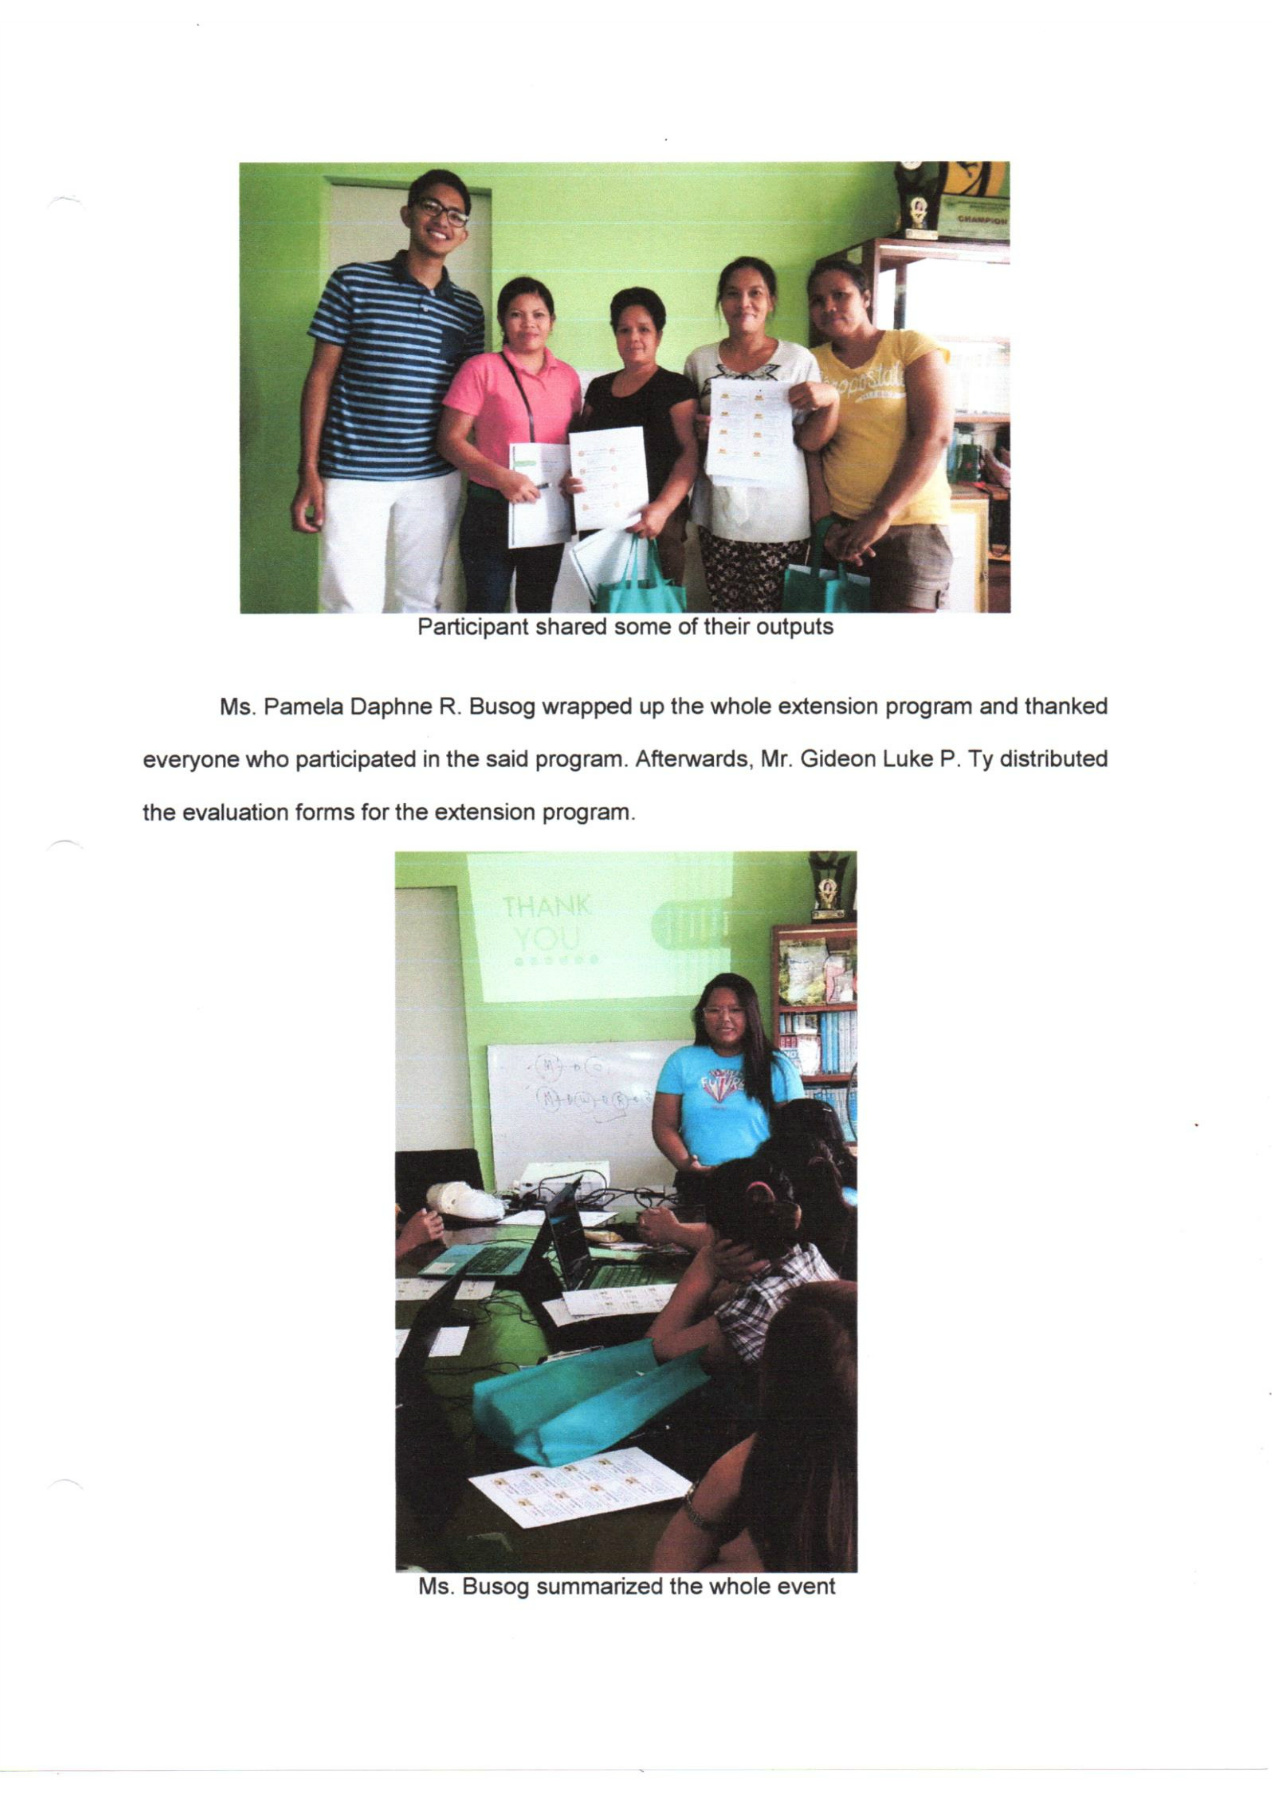 CHAMPION
Participant shared some of their outputs
Ms. Pamela Daphne R. Busog wrapped up the whole extension program and thanked
everyone who participated in the said program. Afterwards, Mr. Gideon Luke P. Ty distributed
the evaluation forms for the extension program.
THANK
YOU
FUTURE
Ms. Busog summarized the whole event